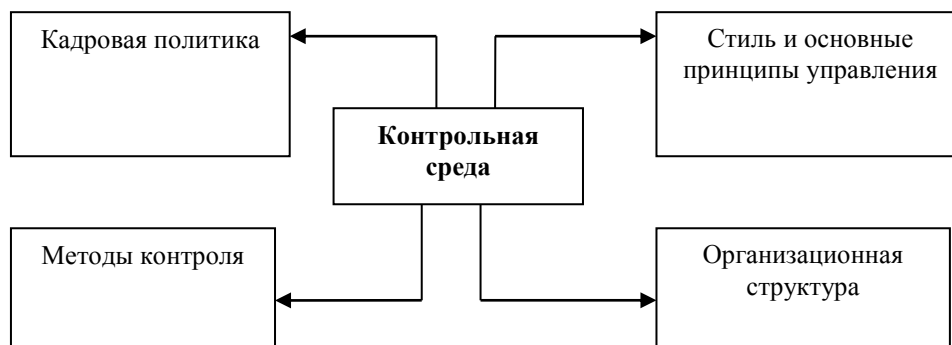 Кадровая политика
Стиль и основные
принципы управления
Контрольная
среда
Методы контроля
Организационная
структура